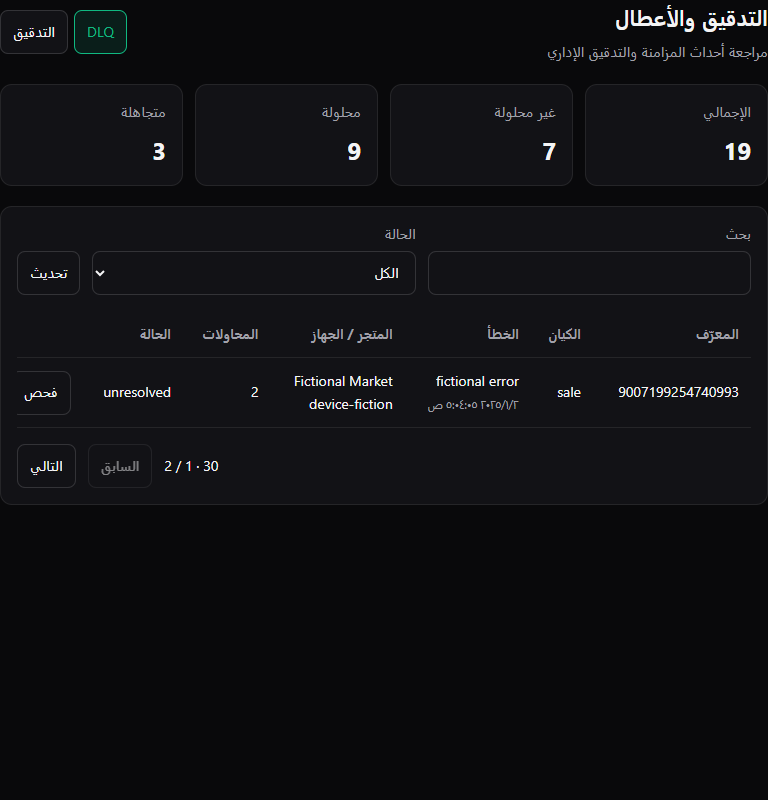 التدقيق والأعطال
مراجعة أحداث المزامنة والتدقيق الإداري
DLQ
التدقيق
الإجمالي
19
غير محلولة
7
محلولة
9
متجاهلة
3
بحث
الحالة
الكل
تحديث
المعرّف
الكيان
الخطأ
المتجر / الجهاز
المحاولات
الحالة
9007199254740993
sale
fictional error
٢‏/١‏/٢٠٢٥ ٥:٠٤:٠٥ ص
Fictional Market
device-fiction
2
unresolved
فحص
2 / 1 · 30
السابق
التالي